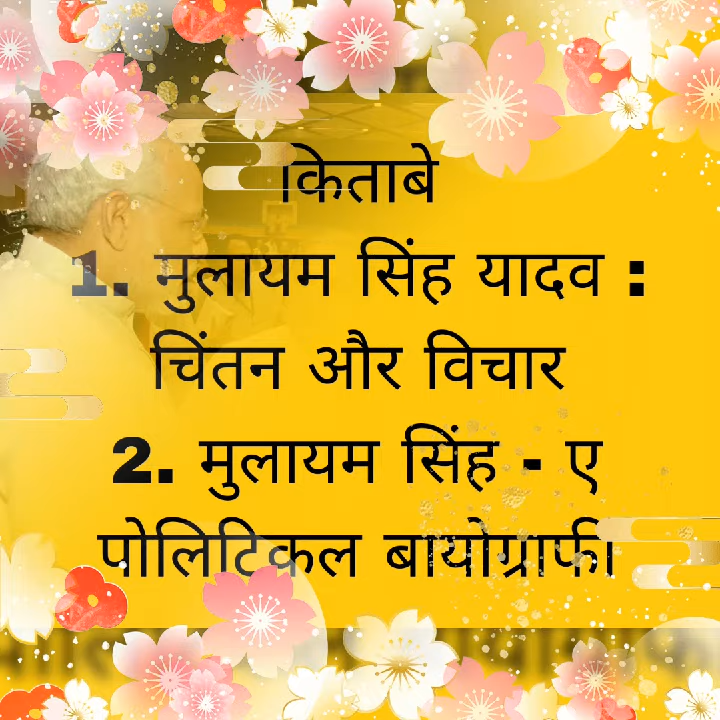 किताबे
1. मुलायम सिंह यादव :
चिंतन और विचार
2. मुलायम सिंह - ए
पोलिटिकल बायोग्राफी